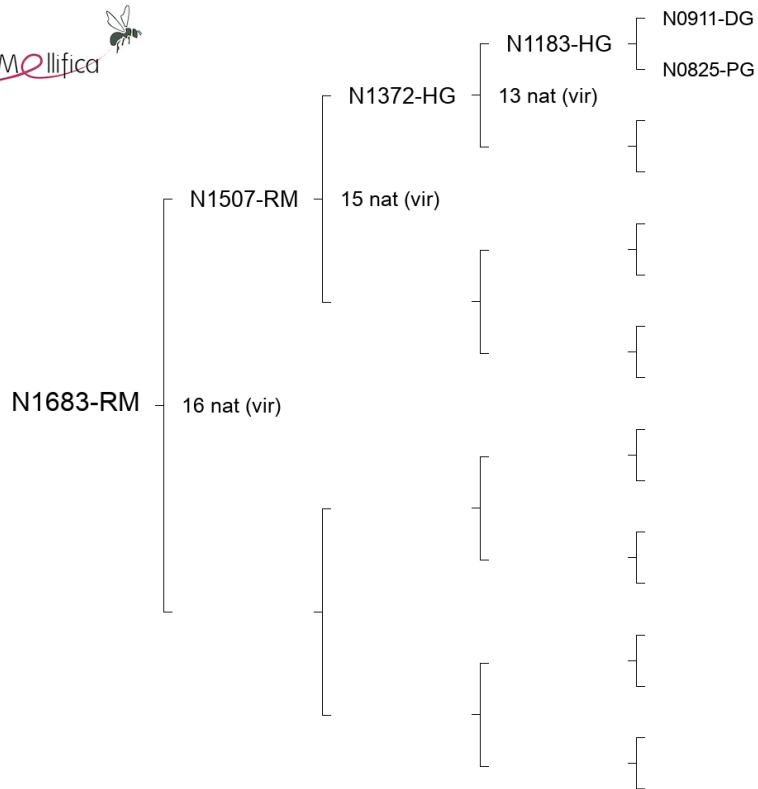 Mellifica
N0911-DG
N1183-HG
N0825-PG
N1372-HG
13 nat (vir)
N1507-RM
15 nat (vir)
N1683-RM
16 nat (vir)